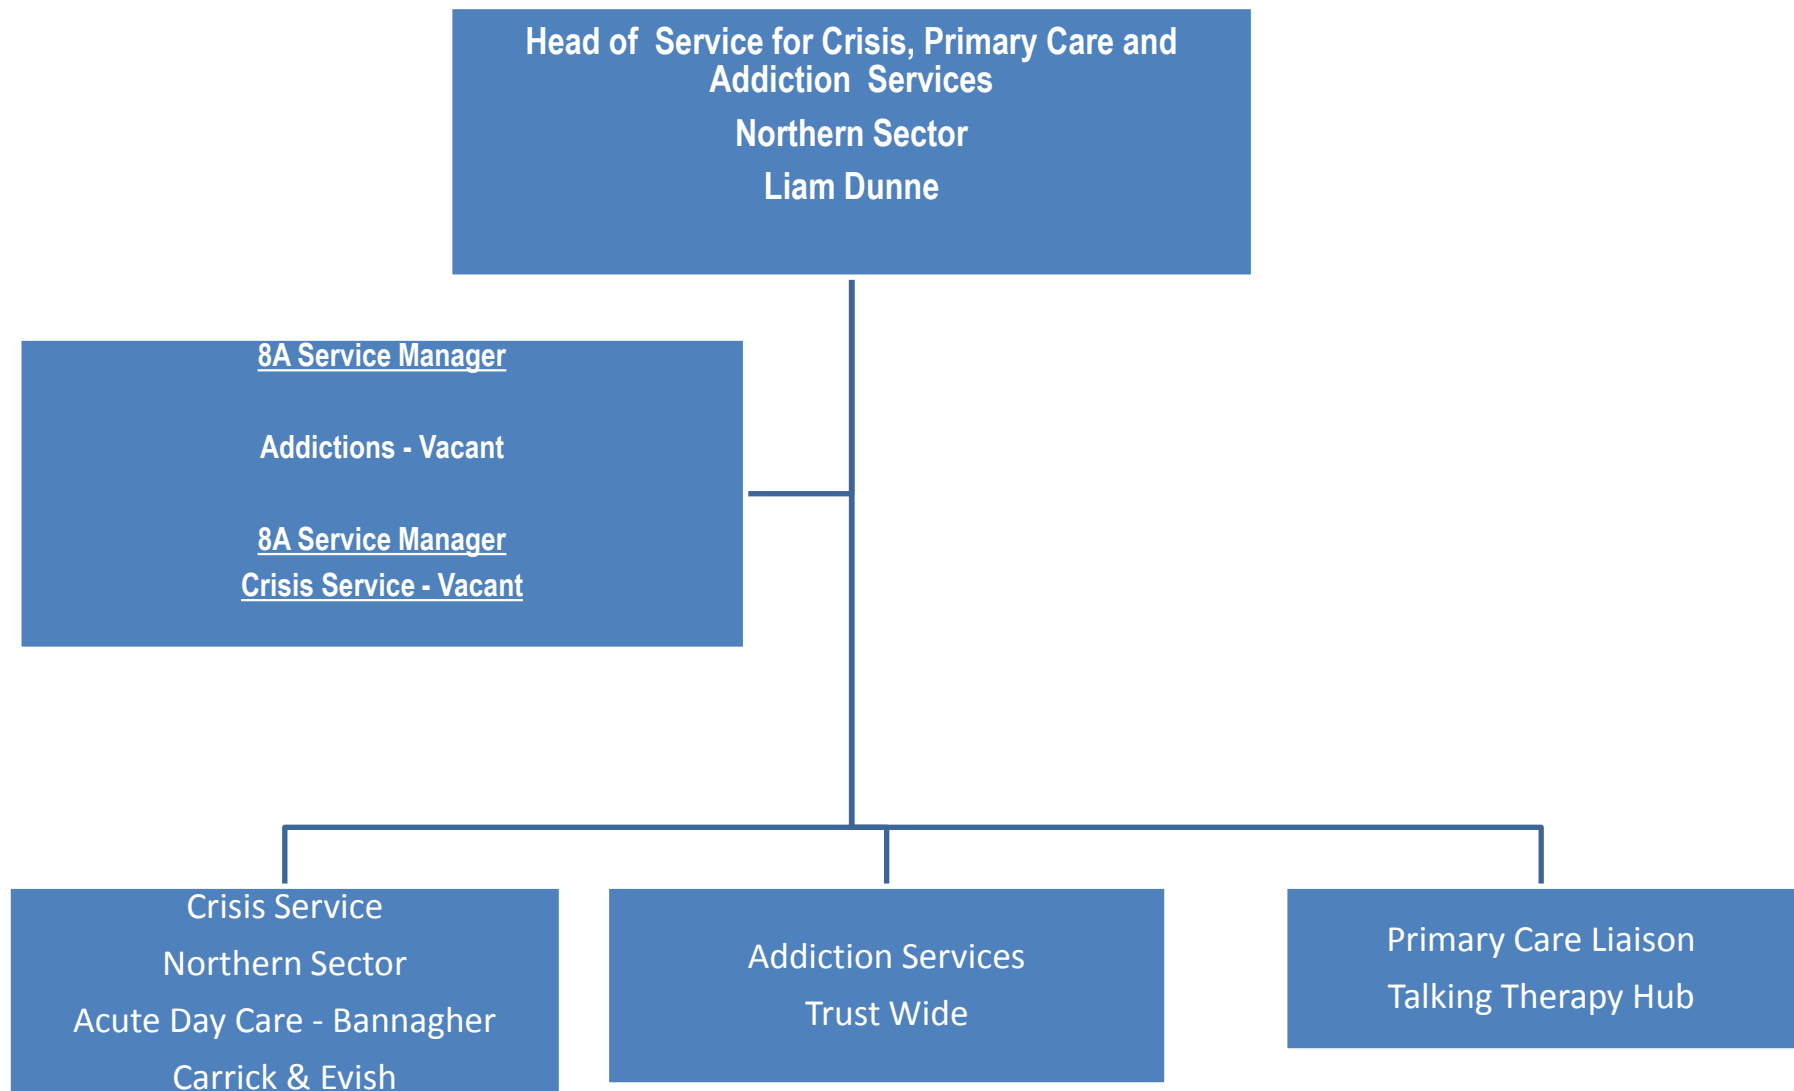 Head of Service for Crisis, Primary Care and
Addiction Services
Northern Sector
Liam Dunne
8A Service Manager
Addictions - Vacant
8A Service Manager
Crisis Service - Vacant
Crisis Service
Northern Sector
Acute Day Care - Bannagher
Carrick & Evish
Addiction Services
Trust Wide
Primary Care Liaison
Talking Therapy Hub